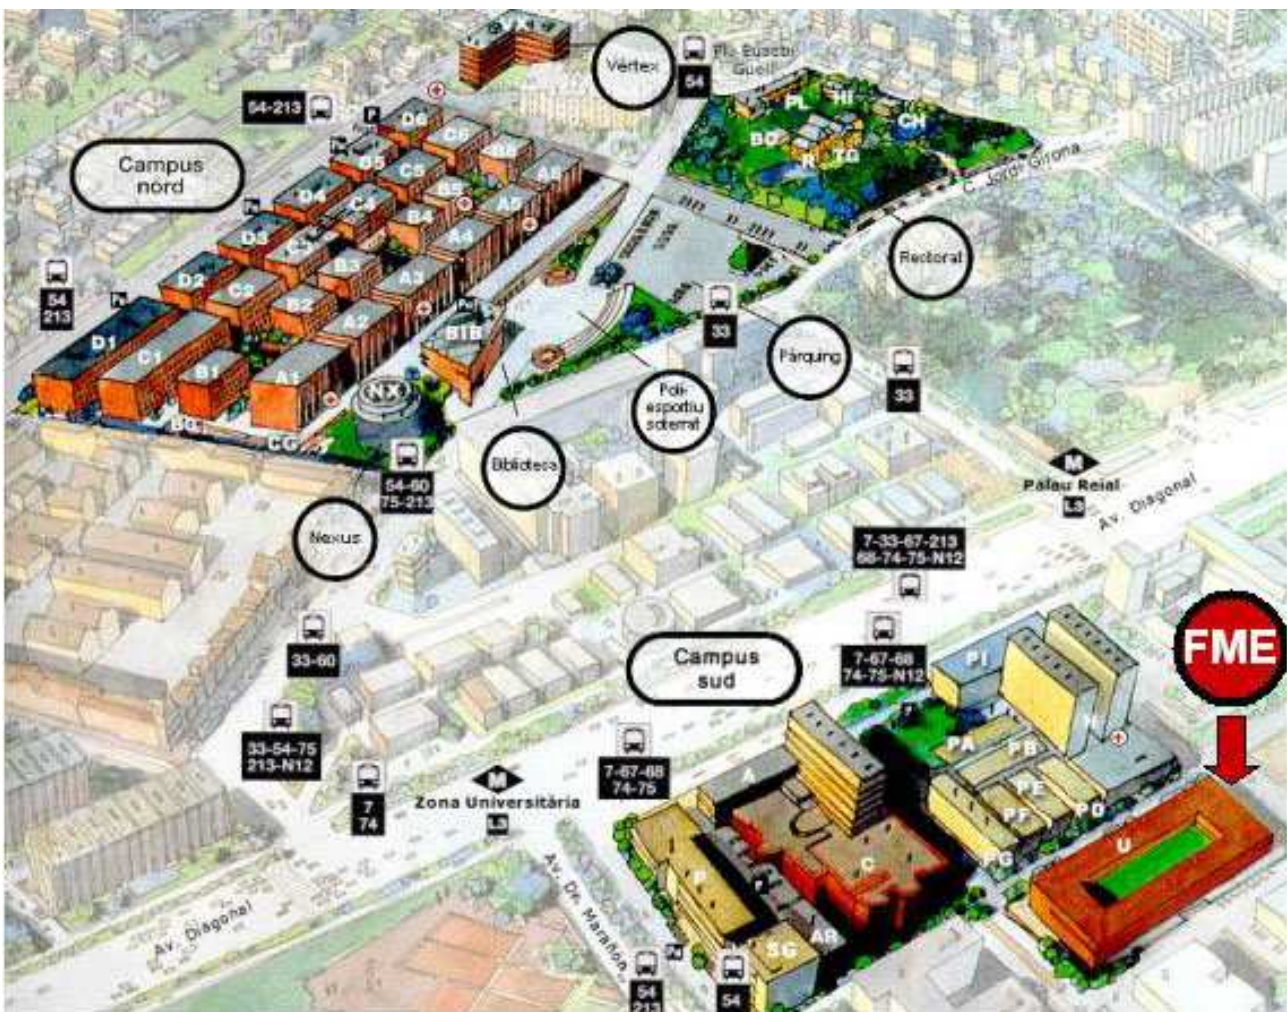 Vèrtex
54
Pl. Eusebi
Güell
54-213
P
D6
C6
B6
A6
PL
HI
CH
BO
R
TG
Campus
nord
D5
C5
B5
A5
C. Jordi Girona
D4
C4
B4
A4
D3
B3
A3
Rectorat
54
213
D2
C2
B2
A2
BIB
33
Pàrquing
D1
C1
B1
A1
NX
Poli-
esportiu
soterrat
33
CG
54-60
75-213
Biblioteca
M
Palau Reial
L3
Av. Diagonal
Nexus
7-33-67-213
68-74-75-N12
FME
33-60
Campus
sud
7-67-68
74-75-N12
PI
33-54-75
213-N12
7
74
M
Zona Universitària
L3
7-67-68
74-75
A
PA
PB
PE
PF
PD
PG
U
C
P
Av. Diagonal
Av. Dr. Marañón
AR
SG
54
213
54